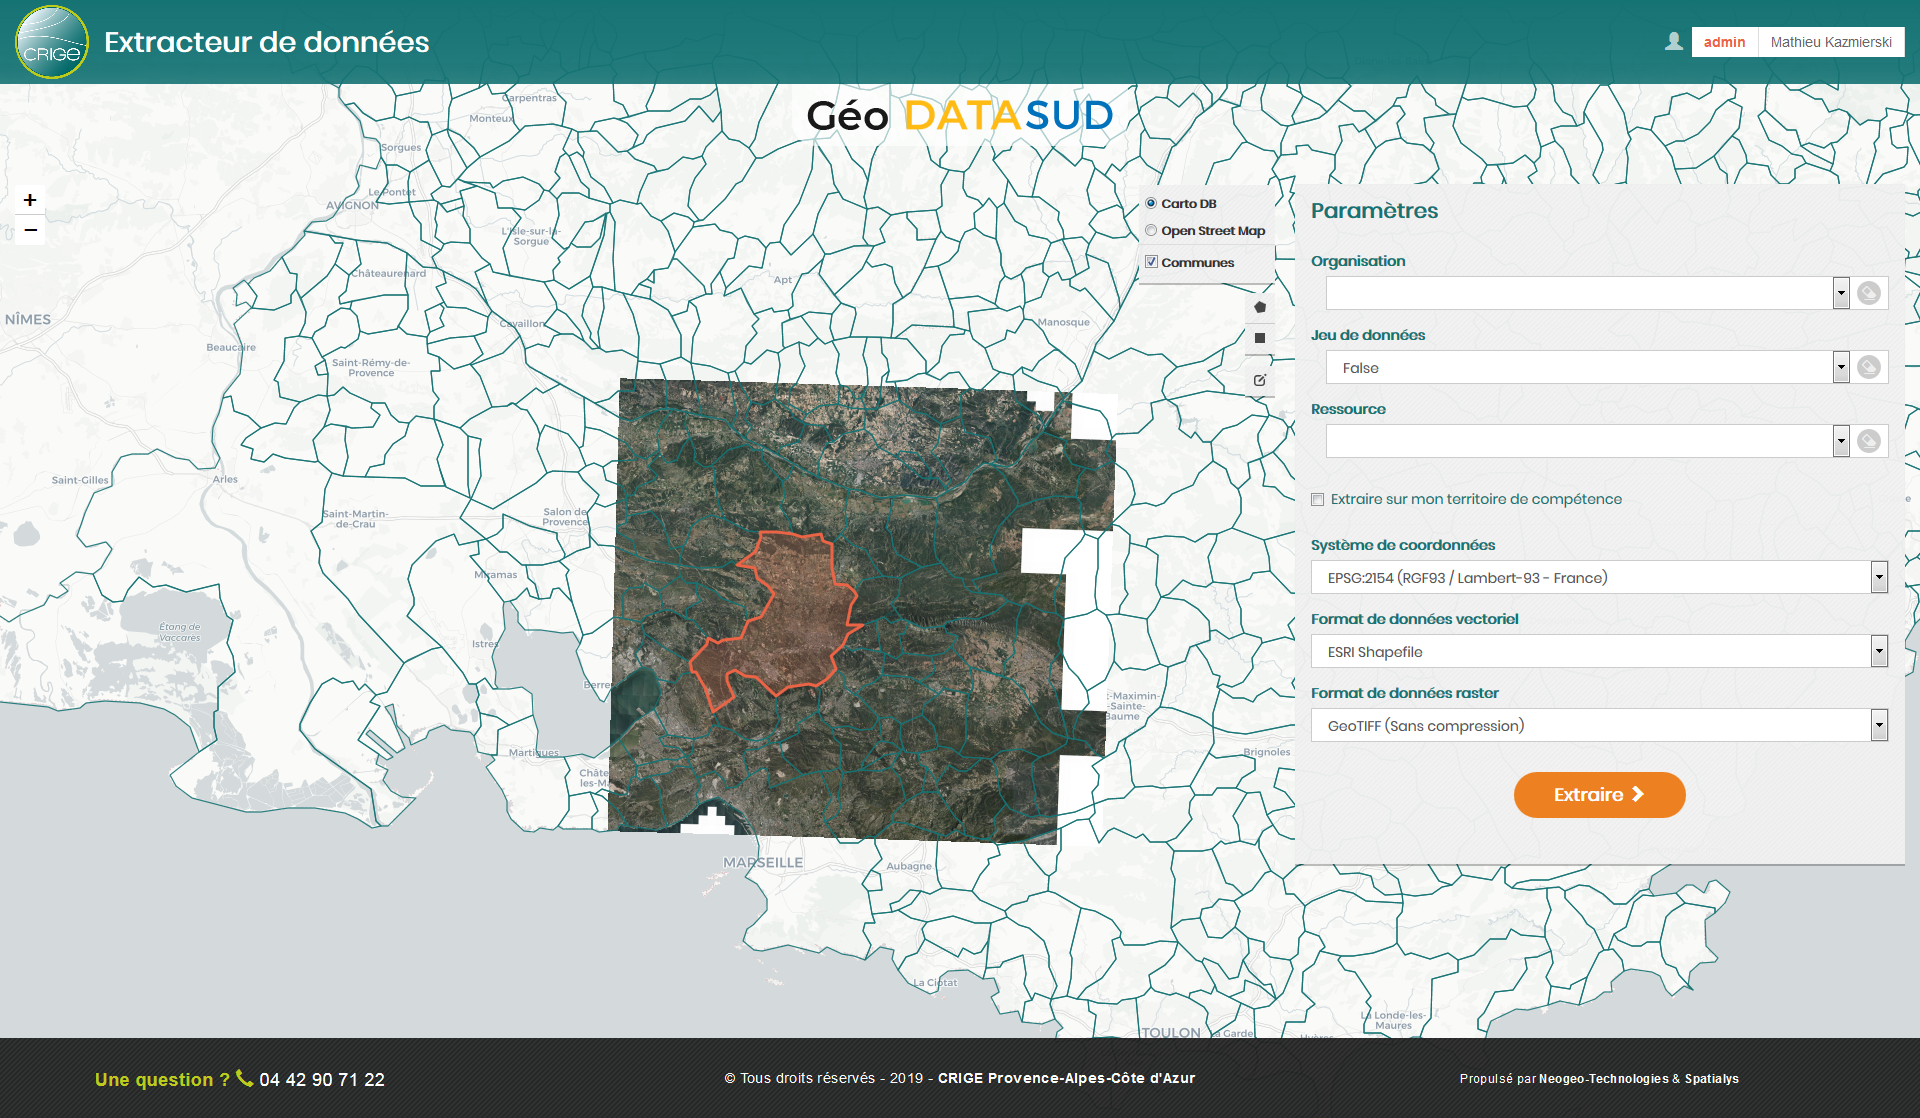 CRIGE
Extracteur de données
admin
Mathieu Kazmierski
Géo DATASUD
+
−
Carto DB
Open Street Map
Communes
Carpentras
Monteux
Sorgues
Le Pontet
AVIGNON
L'Isle-sur-la-
Sorgue
Châteaurenard
Apt
NÎMES
Cavaillon
Manosque
Beaucaire
Saint-Rémy-de-
Provence
Saint-Gilles
Arles
Saint-Martin-
de-Crau
Salon de
Provence
Miramas
Étang de
Vaccarès
Istres
Berre
t-Maximin-
Sainte-
Baume
Martigues
Brignoles
Châte
les-M
MARSEILLE
Aubagne
La Ciotat
La Londe-les-
Maures
TOULON
La Garde
Hyères
Paramètres
Organisation
Jeu de données
False
Ressource
Extraire sur mon territoire de compétence
Système de coordonnées
EPSG:2154 (RGF93 / Lambert-93 - France)
Format de données vectoriel
ESRI Shapefile
Format de données raster
GeoTIFF (Sans compression)
Extraire
Une question ? 04 42 90 71 22
© Tous droits réservés - 2019 - CRIGE Provence-Alpes-Côte d'Azur
Propulsé par Neogeo-Technologies & Spatialys